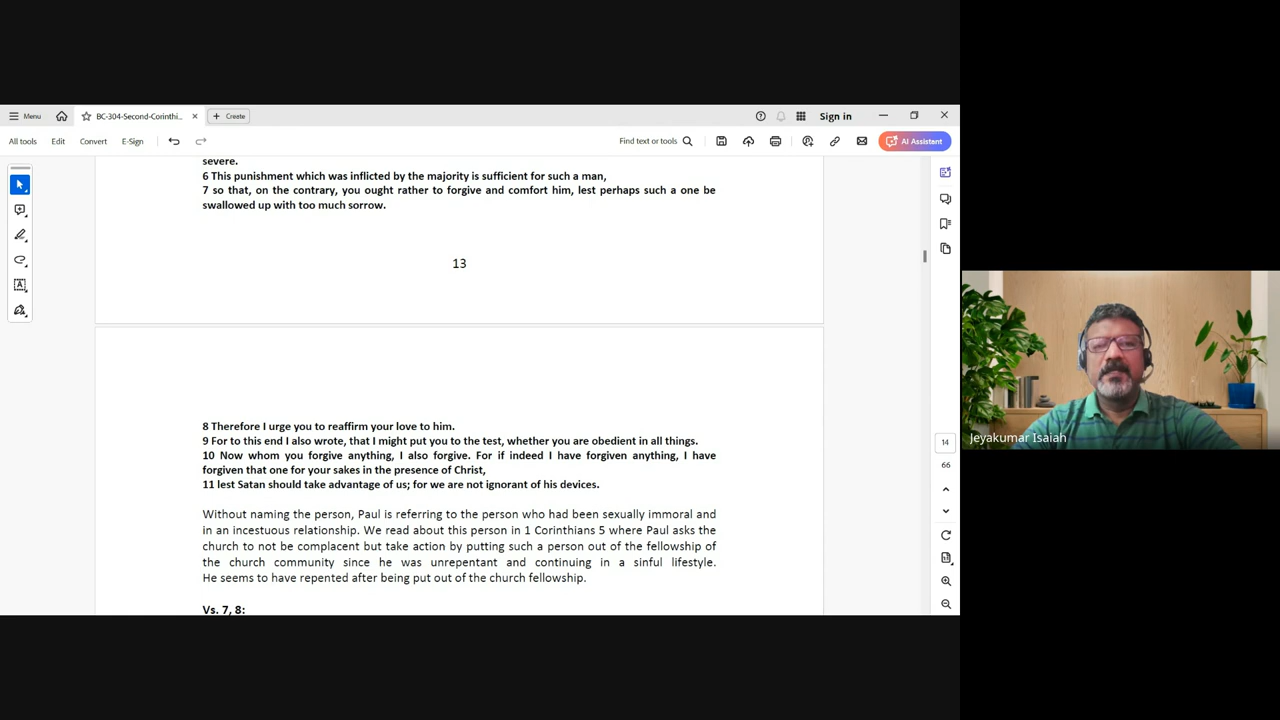 Menu
BC-304-Second-Corinthi...
Create
Sign in
All tools
Edit
Convert
E-Sign
Find text or tools
AI Assistant
severe.
6 This punishment which was inflicted by the majority is sufficient for such a man,
7 so that, on the contrary, you ought rather to forgive and comfort him, lest perhaps such a one be
swallowed up with too much sorrow.
13
8 Therefore I urge you to reaffirm your love to him.
9 For to this end I also wrote, that I might put you to the test, whether you are obedient in all things.
10 Now whom you forgive anything, I also forgive. For if indeed I have forgiven anything, I have
forgiven that one for your sakes in the presence of Christ,
11 lest Satan should take advantage of us; for we are not ignorant of his devices.
Without naming the person, Paul is referring to the person who had been sexually immoral and
in an incestuous relationship. We read about this person in 1 Corinthians 5 where Paul asks the
church to not be complacent but take action by putting such a person out of the fellowship of
the church community since he was unrepentant and continuing in a sinful lifestyle.
He seems to have repented after being put out of the church fellowship.
Vs. 7, 8:
14
66
Jeyakumar Isaiah